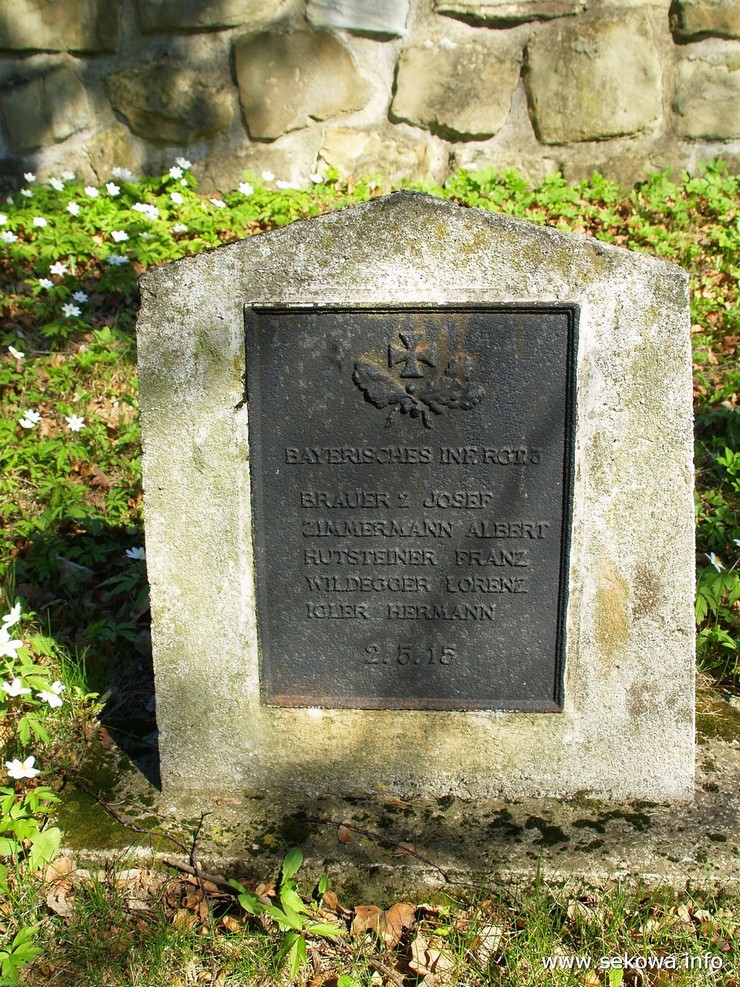 BAYERISCHES INF. RGT. 3
BRAUER 2 JOSEF
ZIMMERMANN ALBERT
HUTSTEINER FRANZ
WILDEGGER LORENZ
IGLER HERMANN
2.5.15
www.sekowa.info